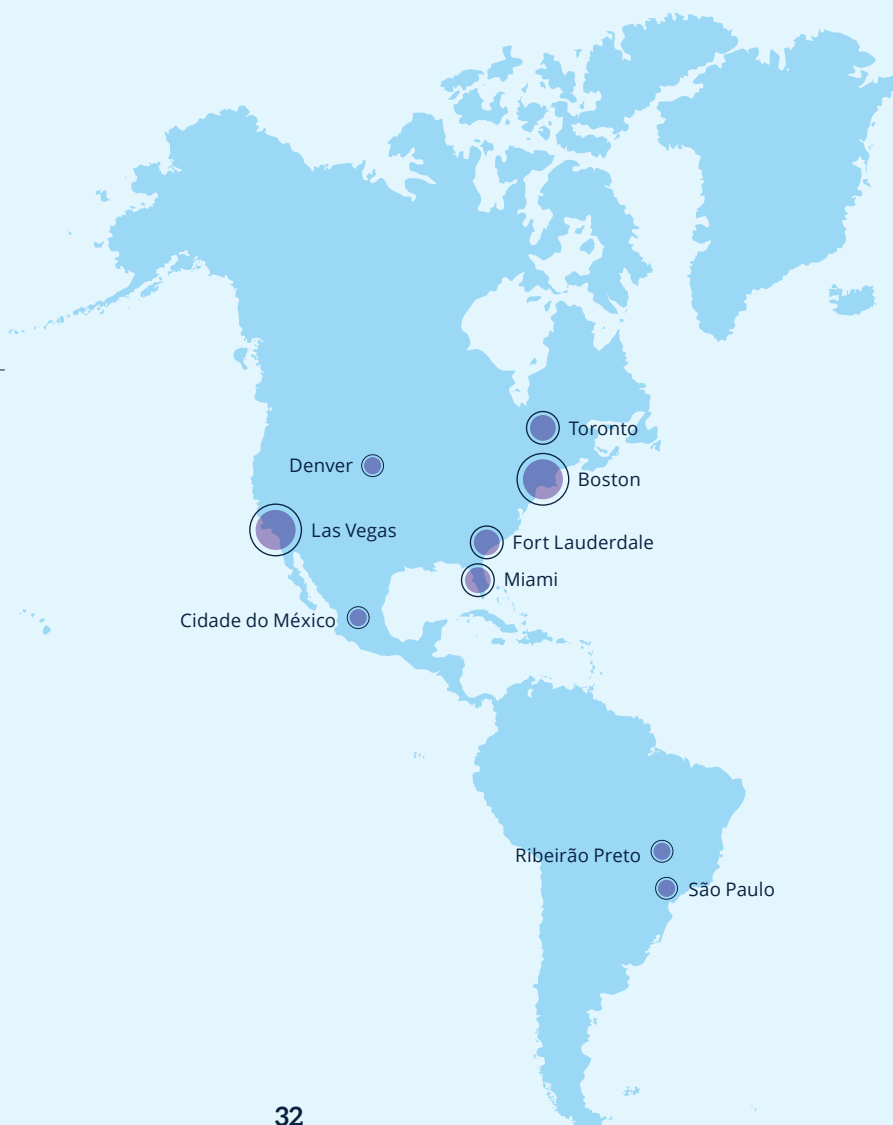 Toronto
Denver
Boston
Las Vegas
Fort Lauderdale
Miami
Cidade do México
Ribeirão Preto
São Paulo
32